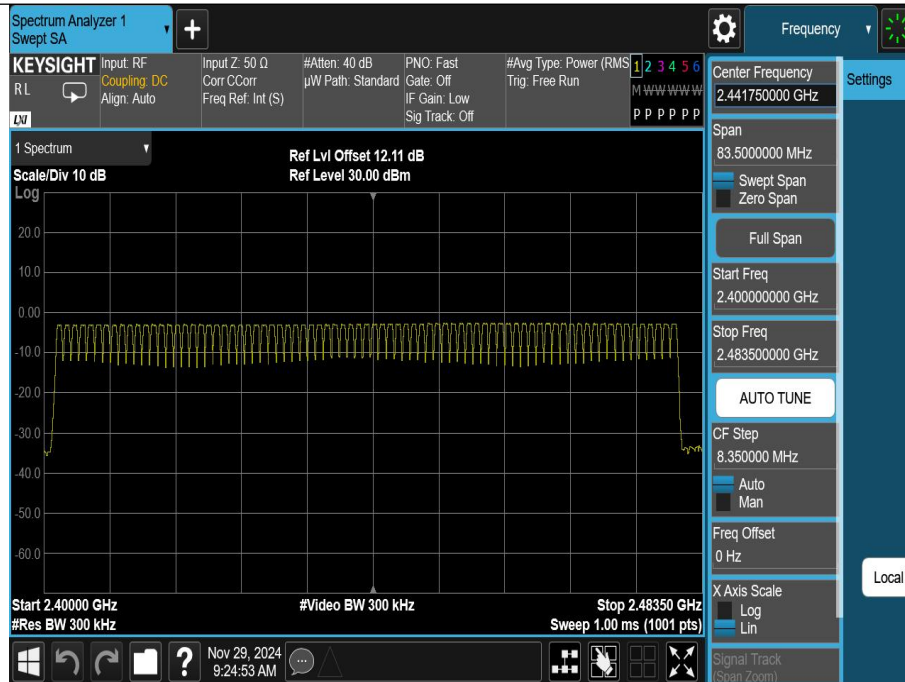 Spectrum Analyzer 1
Swept SA
+
Frequency
KEYSIGHT
RL
LXI
Input: RF
Coupling: DC
Align: Auto
Input Z: 50 Ω
Corr CCorr
Freq Ref: Int (S)
#Atten: 40 dB
µW Path: Standard
PNO: Fast
Gate: Off
IF Gain: Low
Sig Track: Off
#Avg Type: Power (RMS
Trig: Free Run
1 2 3 4 5 6
M W W W W W
P P P P P P
1 Spectrum
Scale/Div 10 dB
Log
Ref Lvl Offset 12.11 dB
Ref Level 30.00 dBm
20.0
10.0
0.00
-10.0
-20.0
-30.0
-40.0
-50.0
-60.0
Start 2.40000 GHz
#Res BW 300 kHz
#Video BW 300 kHz
Stop 2.48350 GHz
Sweep 1.00 ms (1001 pts)
Nov 29, 2024
9:24:53 AM
?
Center Frequency
2.441750000 GHz
Settings
Span
83.5000000 MHz
Swept Span
Zero Span
Full Span
Start Freq
2.400000000 GHz
Stop Freq
2.483500000 GHz
AUTO TUNE
CF Step
8.350000 MHz
Auto
Man
Freq Offset
0 Hz
Local
X Axis Scale
Log
Lin
Signal Track
(Span Zoom)